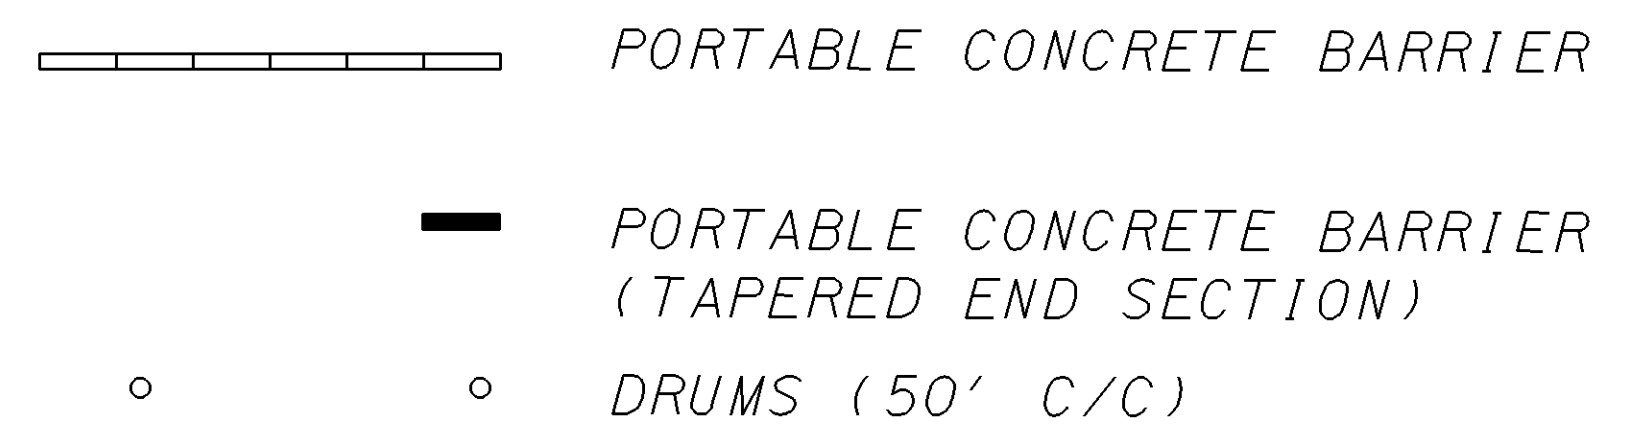 PORTABLE CONCRETE BARRIER
PORTABLE CONCRETE BARRIER
(TAPERED END SECTION)
DRUMS (50' C/C)